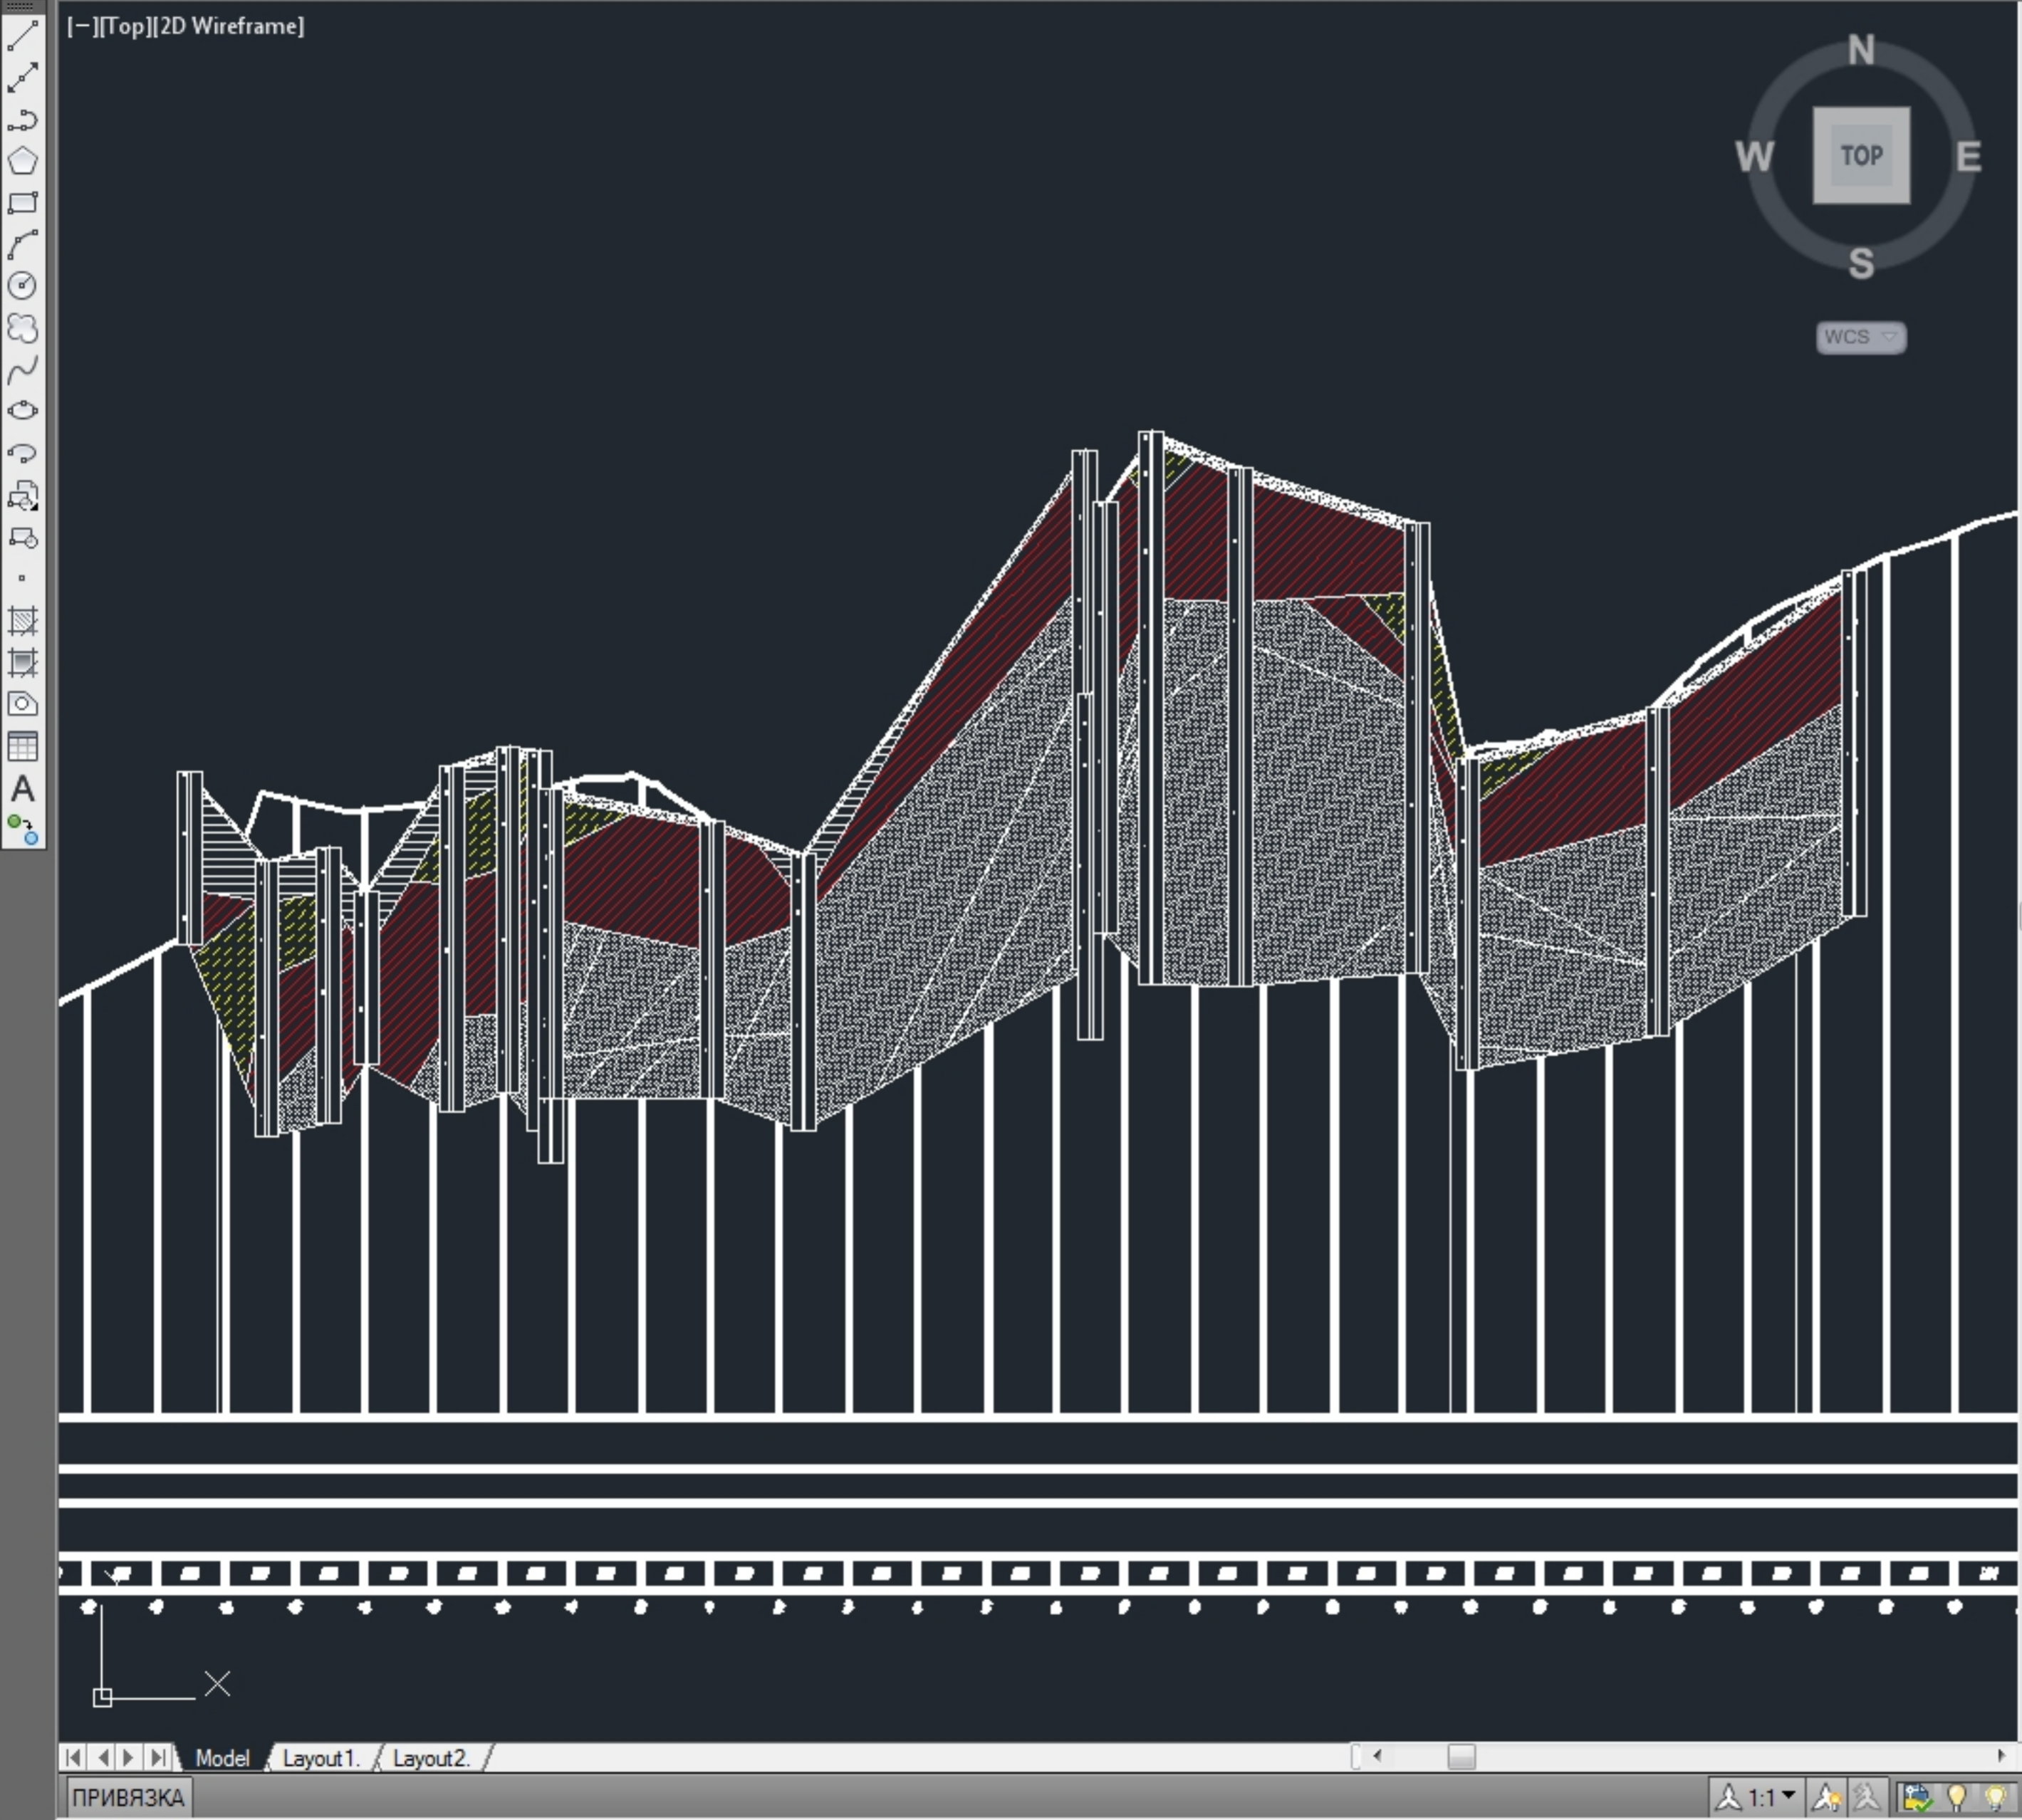 [−][Top][2D Wireframe]
N
W
TOP
E
S
WCS
A
Model
Layout1.
Layout2.
ПРИВЯЗКА
1:1